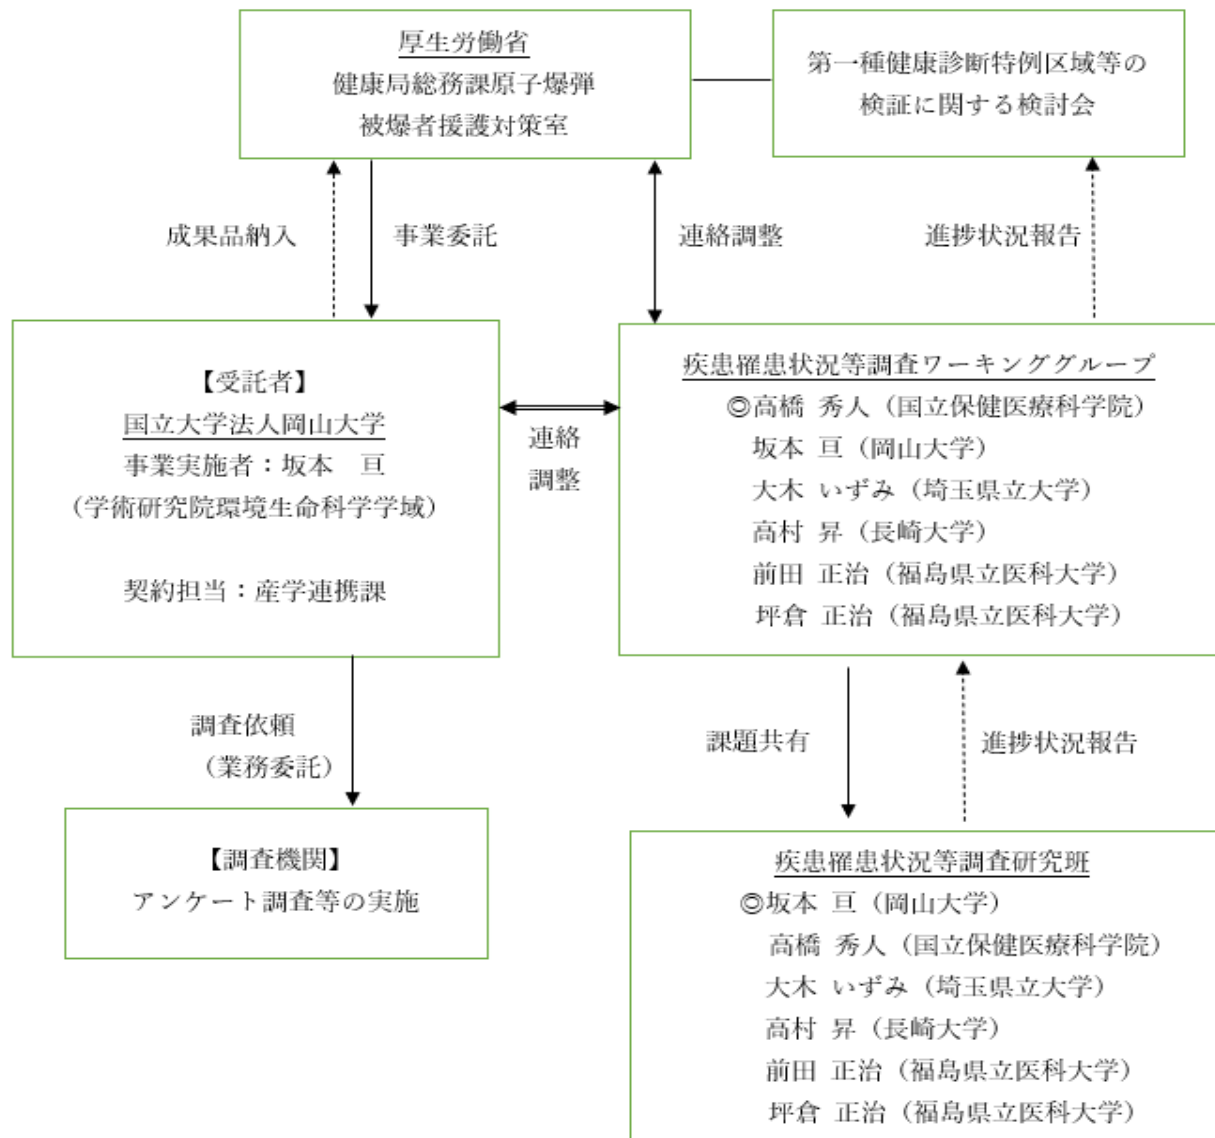 厚生労働省
健康局総務課原子爆弾
被爆者援護対策室
第一種健康診断特例区域等の
検証に関する検討会
成果品納入
事業委託
連絡調整
進捗状況報告
【受託者】
国立大学法人岡山大学
事業実施者：坂本　亘
（学術研究院環境生命科学学域）
契約担当：産学連携課
連絡
調整
疾患罹患状況等調査ワーキンググループ
◎高橋 秀人（国立保健医療科学院）
坂本 亘（岡山大学）
大木 いずみ（埼玉県立大学）
高村 昇（長崎大学）
前田 正治（福島県立医科大学）
坪倉 正治（福島県立医科大学）
調査依頼
（業務委託）
課題共有
進捗状況報告
【調査機関】
アンケート調査等の実施
疾患罹患状況等調査研究班
◎坂本 亘（岡山大学）
高橋 秀人（国立保健医療科学院）
大木 いずみ（埼玉県立大学）
高村 昇（長崎大学）
前田 正治（福島県立医科大学）
坪倉 正治（福島県立医科大学）